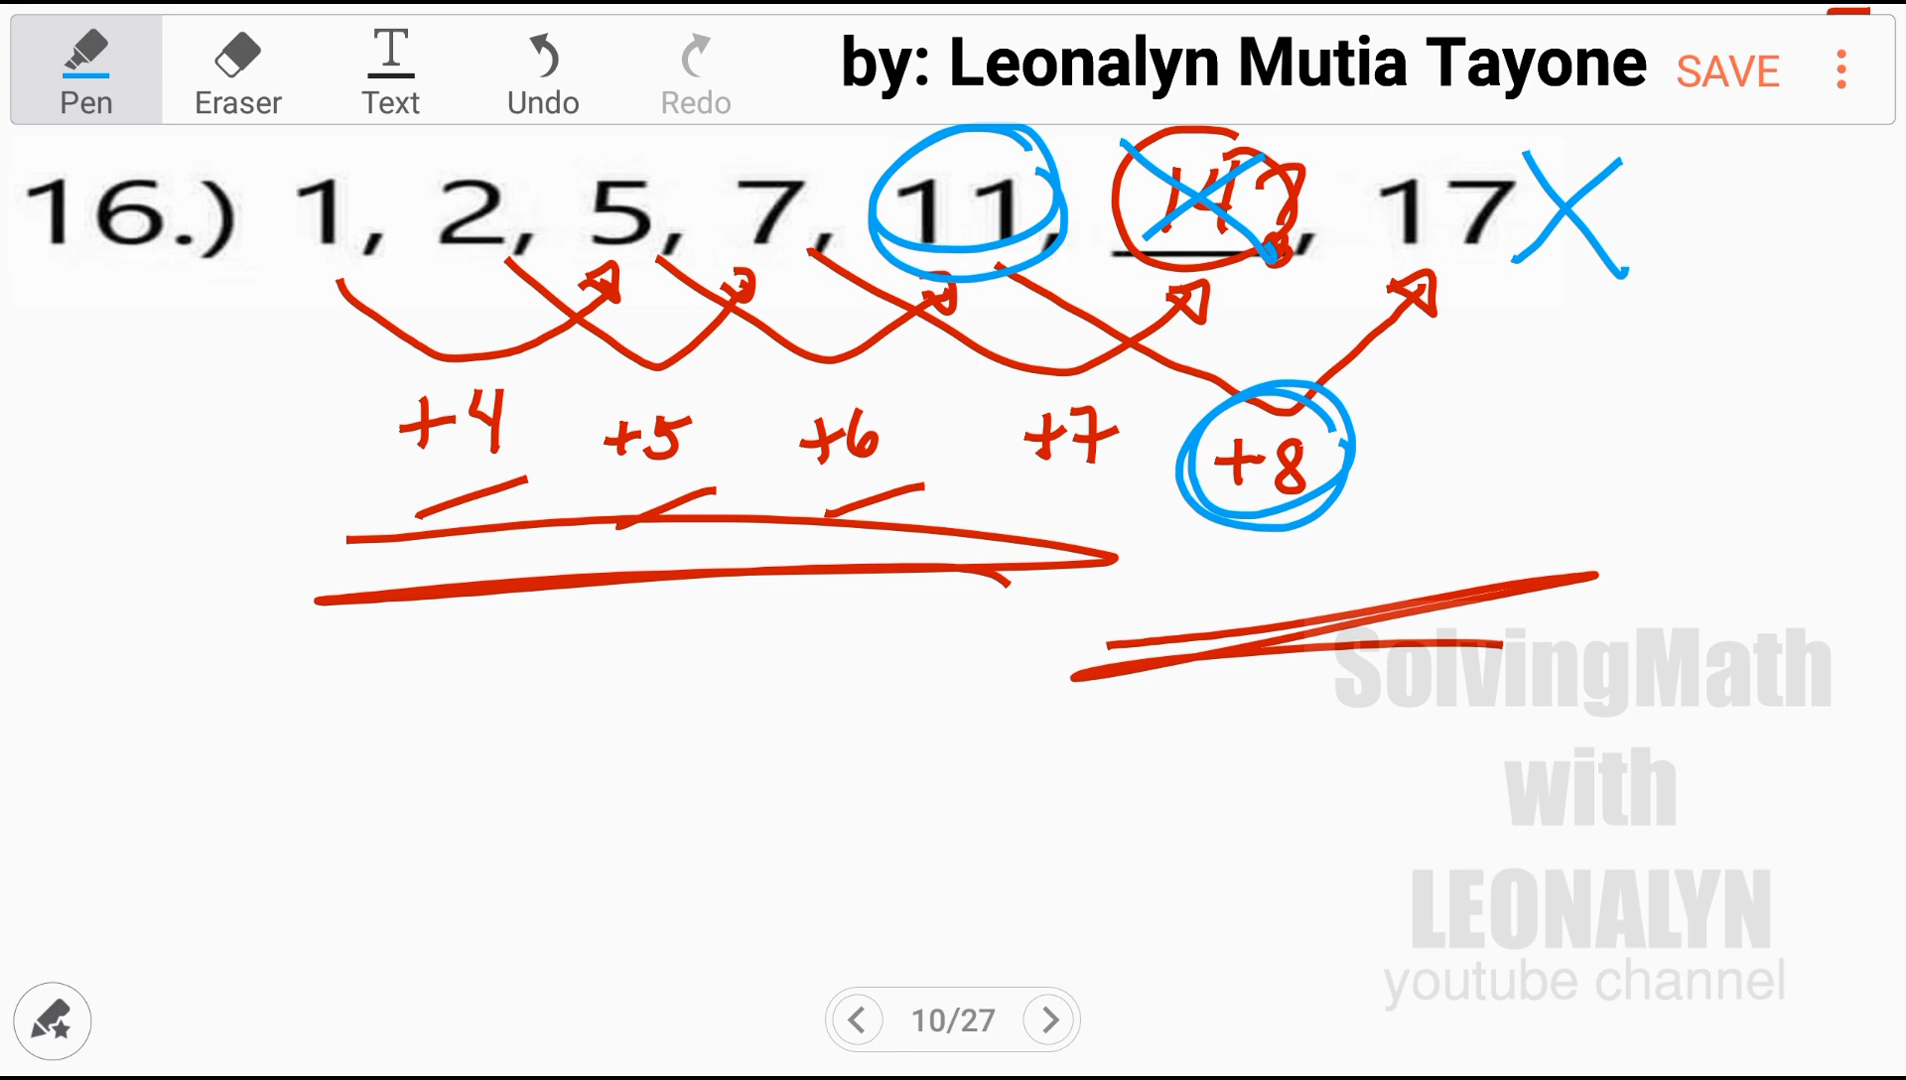 Pen Eraser Text Undo Redo by: Leonalyn Mutia Tayone SAVE
16.) 1, 2, 5, 7, 11, 14?, 17
+4 +5 +6 +7 +8
SolvingMath
with
LEONALYN
youtube channel
10/27